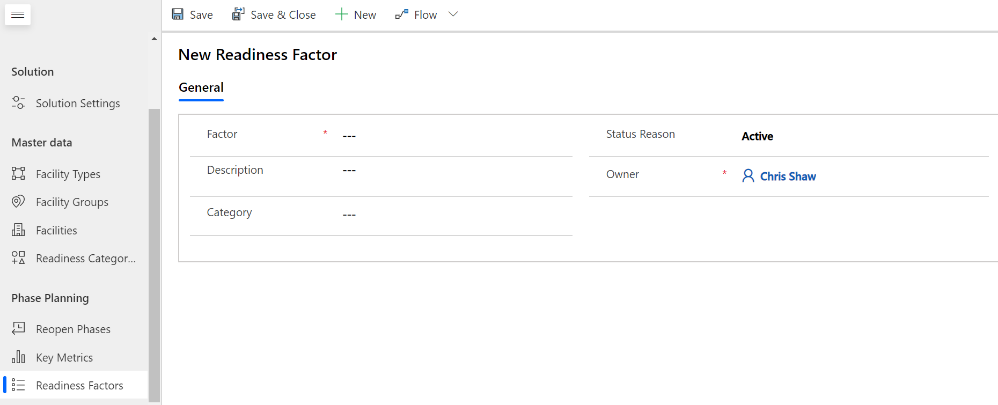 Save
Save & Close
New
Flow
Solution
Solution Settings
Master data
Facility Types
Facility Groups
Facilities
Readiness Categor...
Phase Planning
Reopen Phases
Key Metrics
Readiness Factors
New Readiness Factor
General
Factor * ---
Description ---
Category ---
Status Reason Active
Owner * Chris Shaw